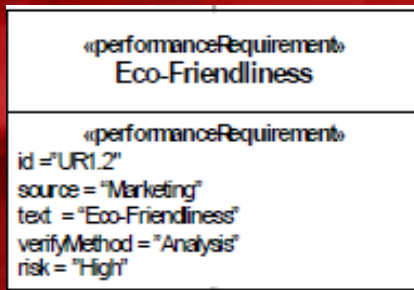 «performanceRequirement»
Eco-Friendliness
«performanceRequirement»
id ="UR1.2"
source = "Marketing"
text = "Eco-Friendliness"
verifyMethod = "Analysis"
risk = "High"